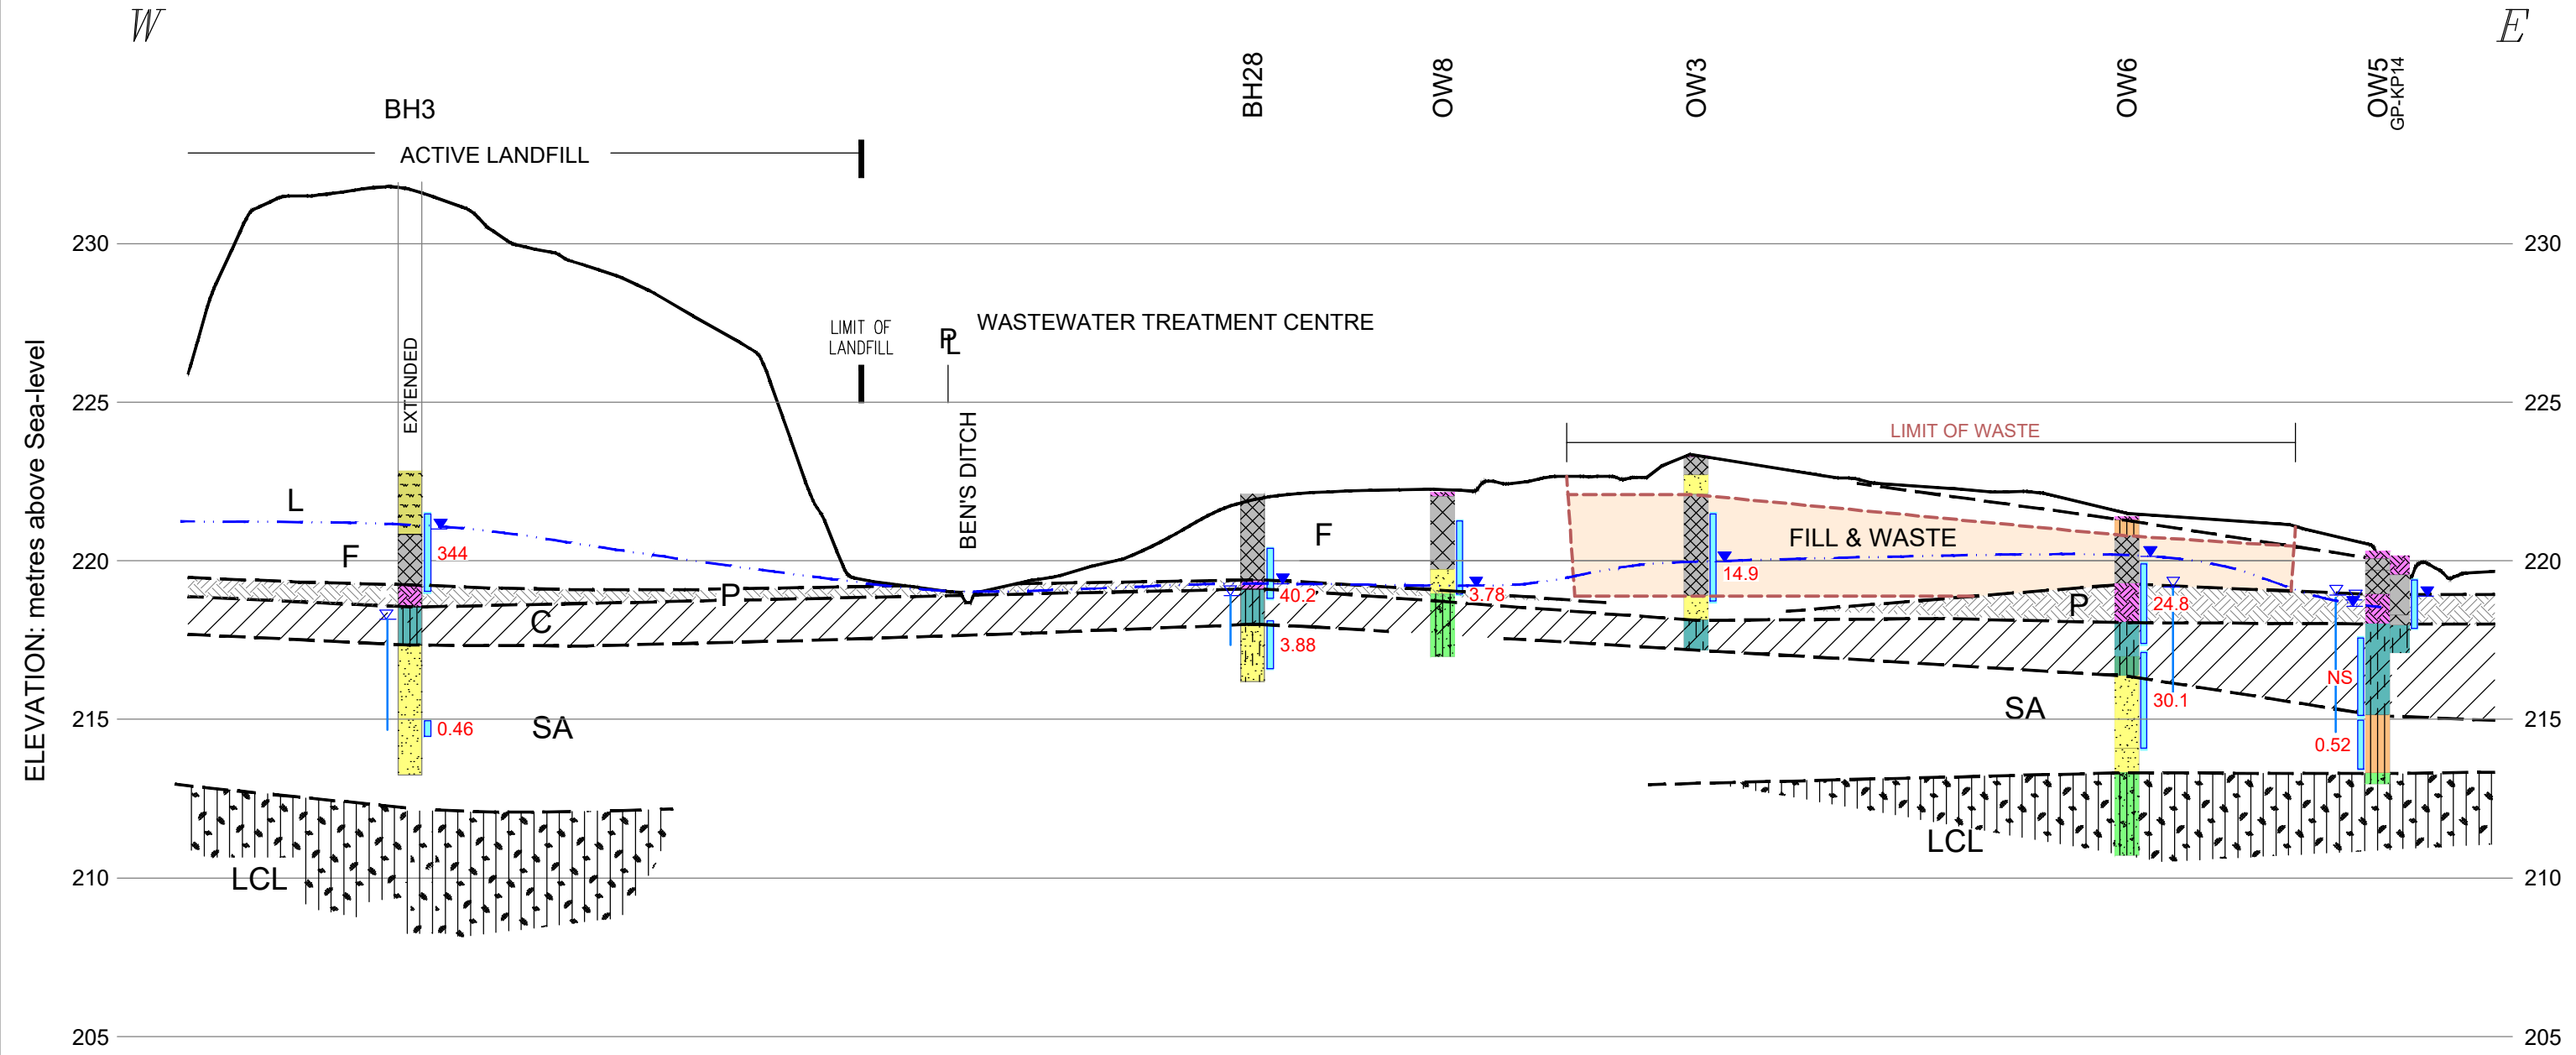 W
E
BH3
BH28
OW8
OW3
OW6
OW5
GP-KP14
ACTIVE LANDFILL
230
230
LIMIT OF
LANDFILL
PL
WASTEWATER TREATMENT CENTRE
EXTENDED
BEN'S DITCH
ELEVATION: metres above Sea-level
225
225
LIMIT OF WASTE
L
F
344
220
220
F
FILL & WASTE
14.9
P
C
40.2
3.78
P
24.8
3.88
NS
30.1
215
215
0.46
SA
SA
0.52
LCL
LCL
210
210
205
205